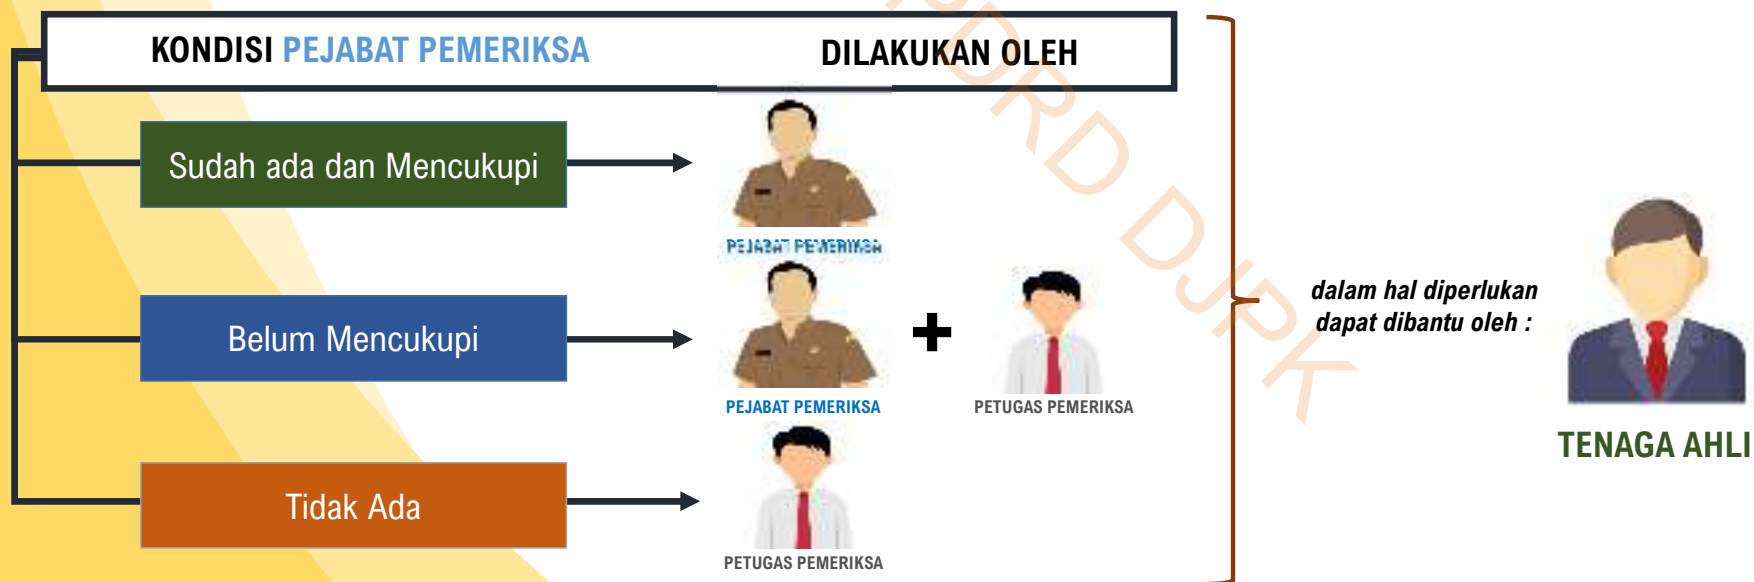 KONDISI PEJABAT PEMERIKSA
DILAKUKAN OLEH
Sudah ada dan Mencukupi
PEJABAT PEMERIKSA
Belum Mencukupi
PEJABAT PEMERIKSA
+
PETUGAS PEMERIKSA
Tidak Ada
PETUGAS PEMERIKSA
dalam hal diperlukan
dapat dibantu oleh :
TENAGA AHLI
PDRD DJPK